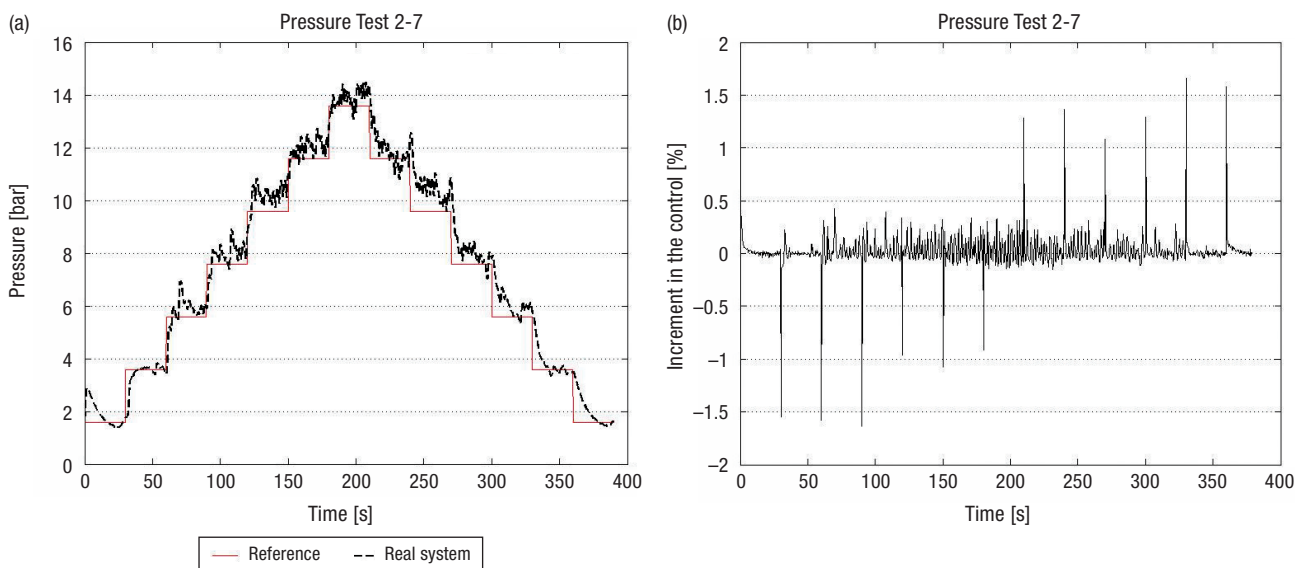 (a)
Pressure Test 2-7
16
14
12
10
8
6
4
2
0
Pressure [bar]
0 50 100 150 200 250 300 350 400
Time [s]
Reference Real system
(b)
Pressure Test 2-7
2
1.5
1
0.5
0
−0.5
−1
−1.5
−2
Increment in the control [%]
0 50 100 150 200 250 300 350 400
Time [s]